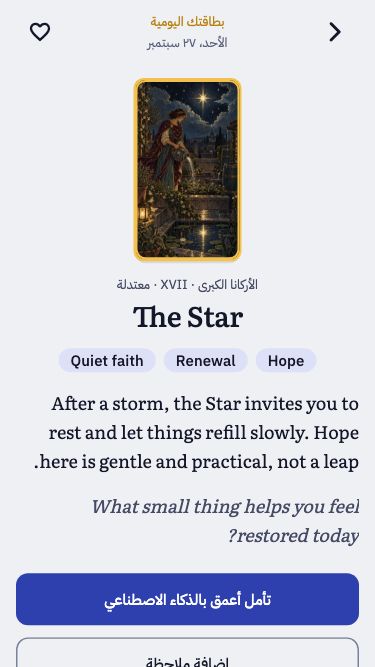 بطاقتك اليومية
الأحد، ٢٧ سبتمبر
الأركانا الكبرى · XVII · معتدلة
The Star
Hope
Renewal
Quiet faith
After a storm, the Star invites you to
rest and let things refill slowly. Hope
here is gentle and practical, not a leap.
What small thing helps you feel
restored today?
تأمل أعمق بالذكاء الاصطناعي
إضافة ملاحظة